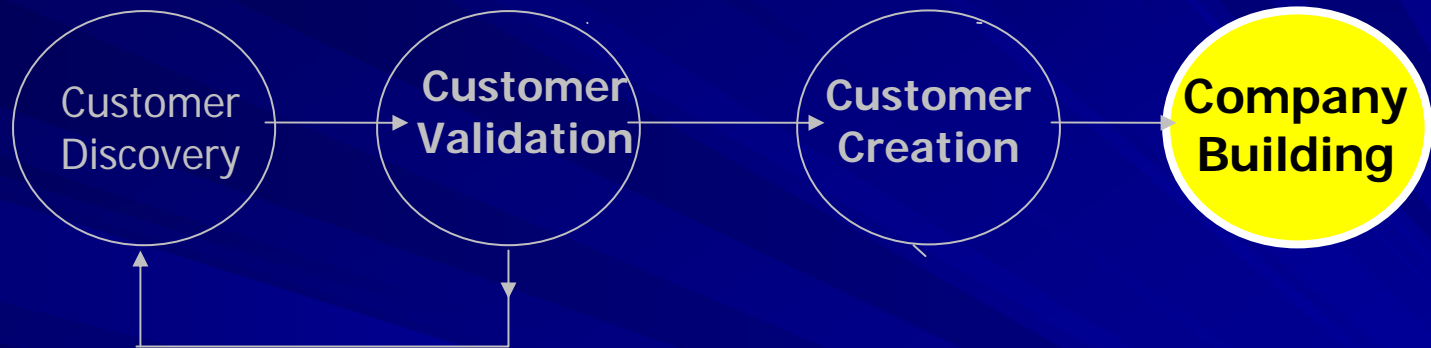 Customer
Discovery
Customer
Validation
Customer
Creation
Company
Building